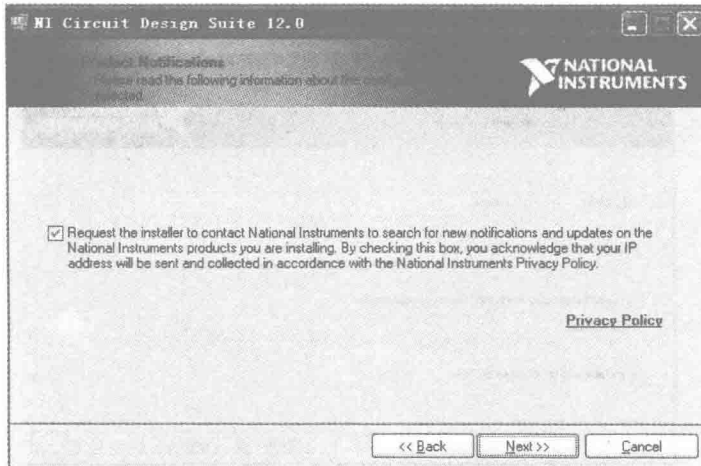 NI Circuit Design Suite 12.0
Product Notifications
Please read the following information about the
selected.
NATIONAL
INSTRUMENTS
Request the installer to contact National Instruments to search for new notifications and updates on the
National Instruments products you are installing. By checking this box, you acknowledge that your IP
address will be sent and collected in accordance with the National Instruments Privacy Policy.
Privacy Policy
<< Back
Next >>
Cancel